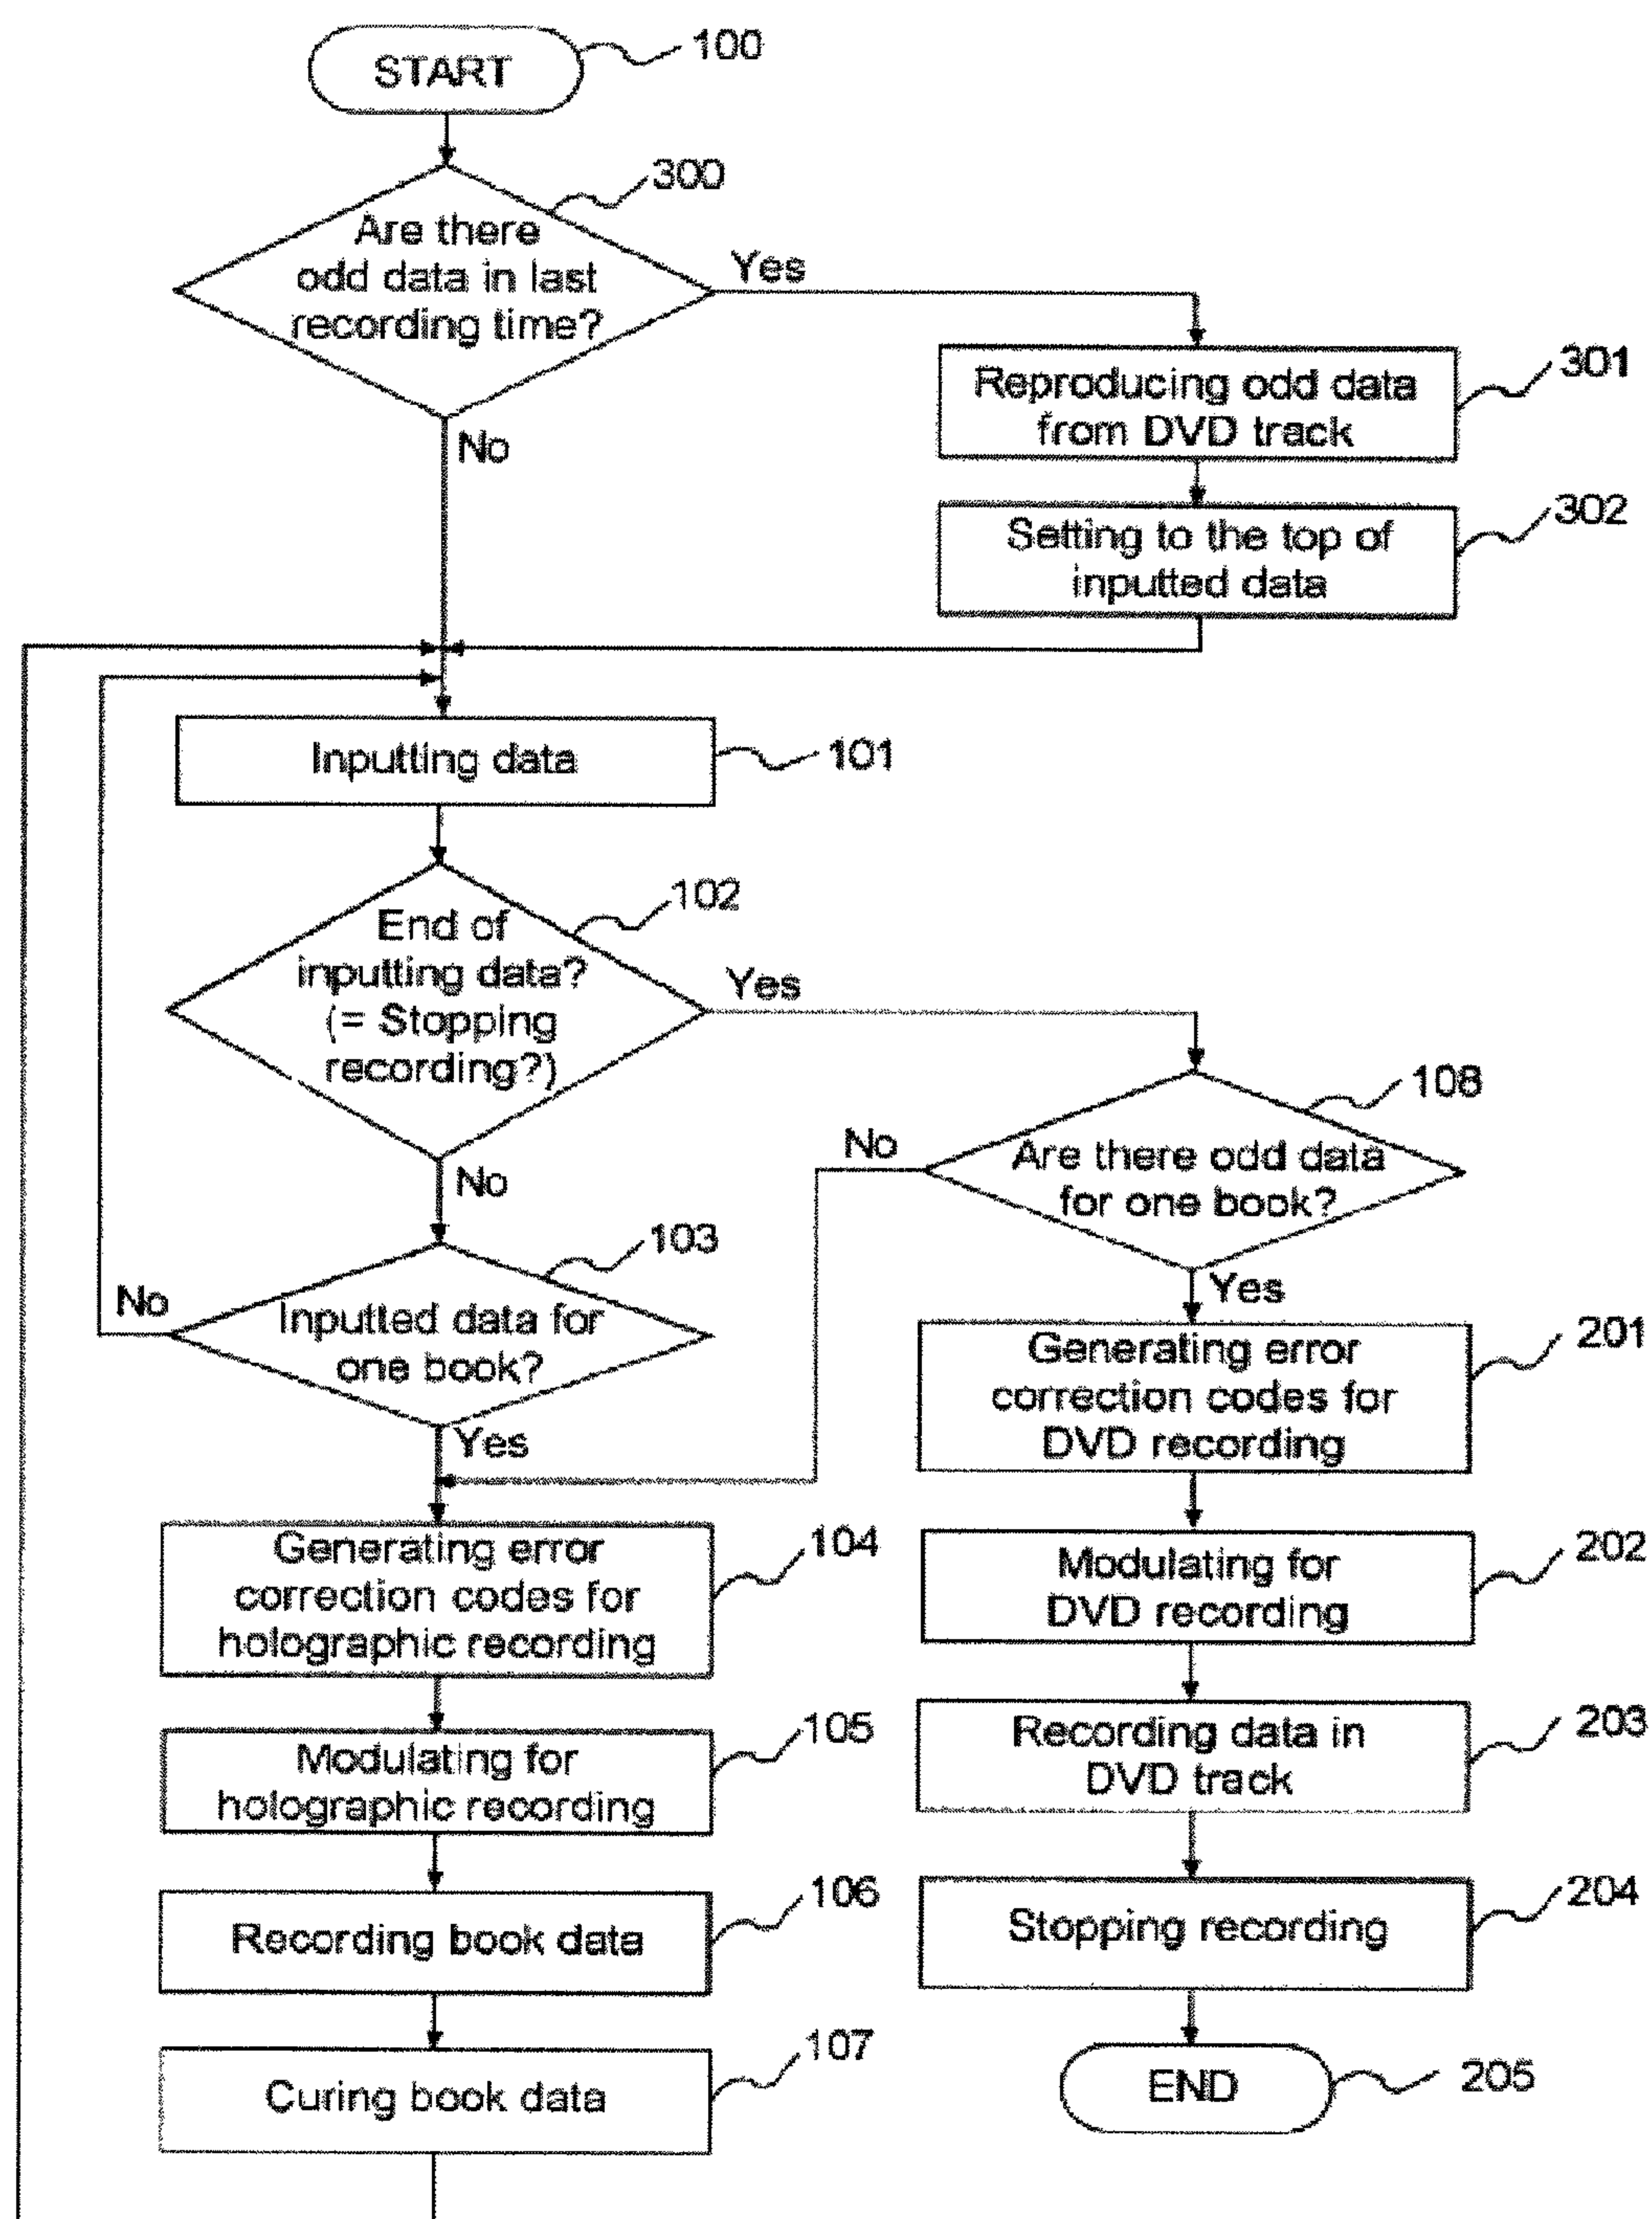 START
100
300
Are there
odd data in last
recording time?
Yes
No
Reproducing odd data
from DVD track
301
Setting to the top of
inputted data
302
Inputting data
101
102
End of
inputting data?
(= Stopping
recording?)
Yes
No
108
Are there odd data
for one book?
No
Yes
103
Inputted data for
one book?
No
Yes
Generating error
correction codes for
DVD recording
201
Generating error
correction codes for
holographic recording
104
Modulating for
DVD recording
202
Modulating for
holographic recording
105
Recording data in
DVD track
203
Recording book data
106
Stopping recording
204
Curing book data
107
END
205